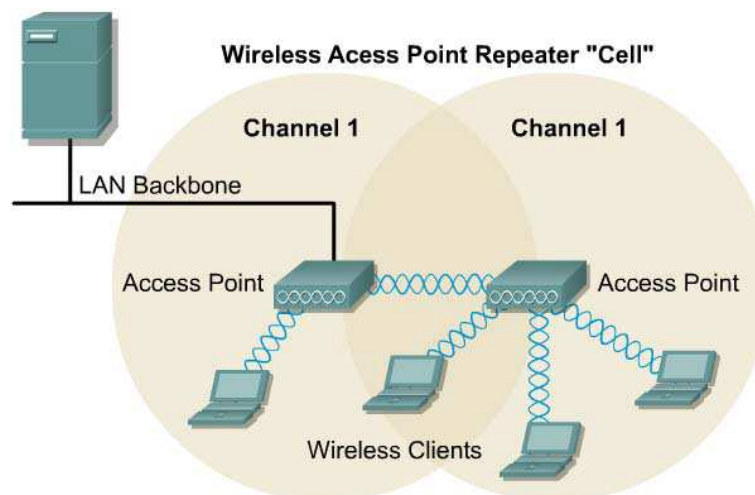 Wireless Acess Point Repeater "Cell"
Channel 1
Channel 1
LAN Backbone
Access Point
Access Point
Wireless Clients